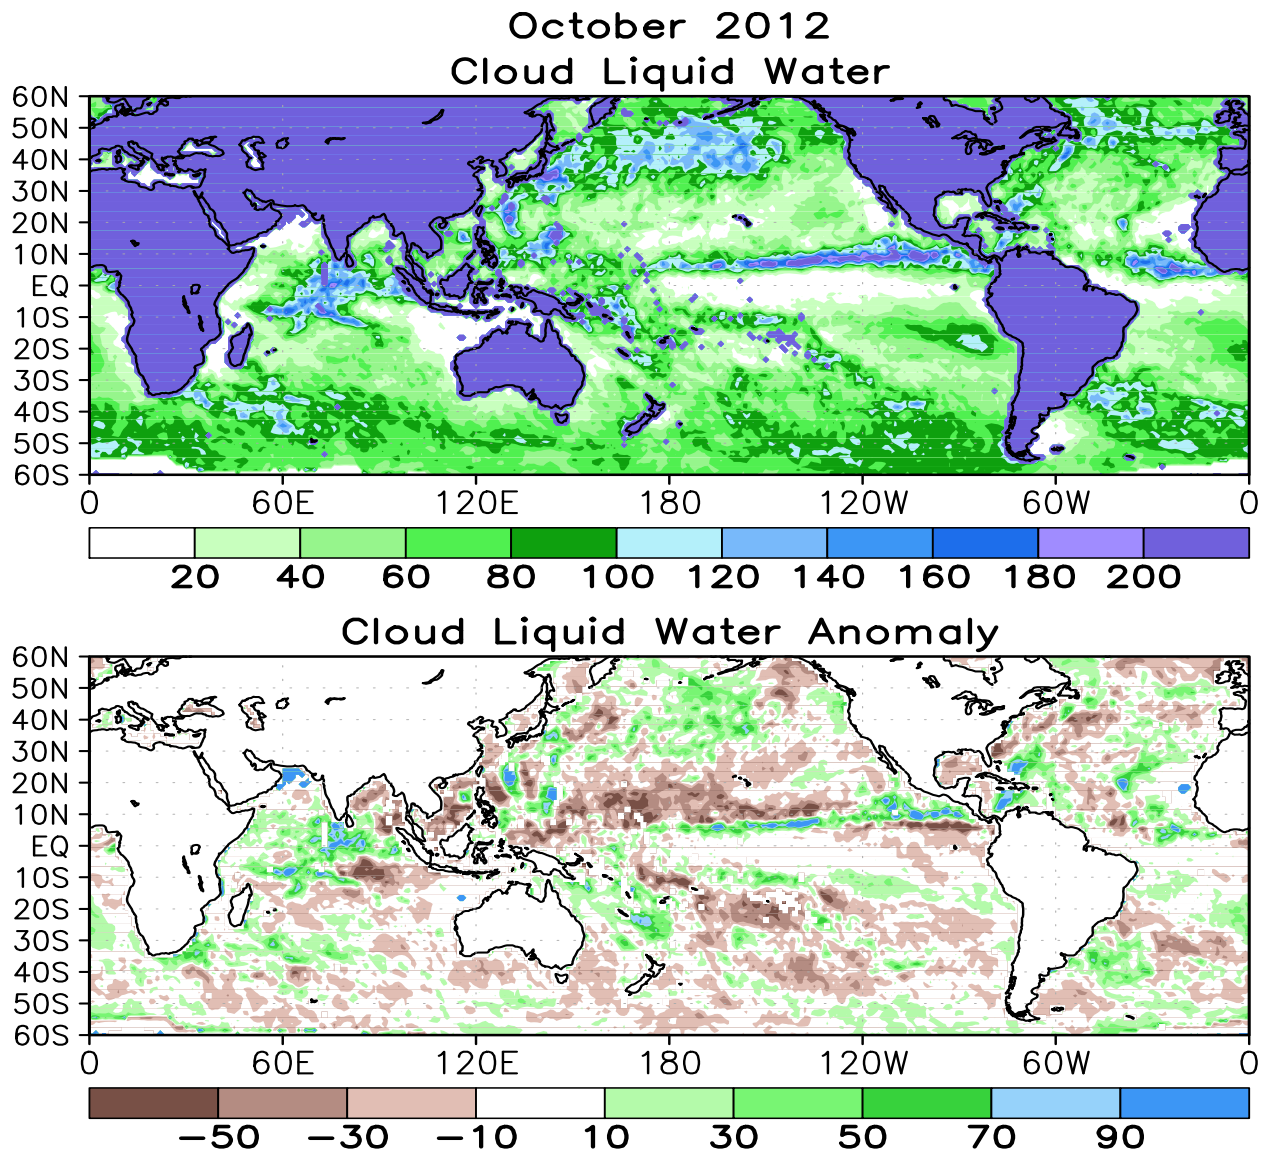 October 2012
Cloud Liquid Water
60N
50N
40N
30N
20N
10N
EQ
10S
20S
30S
40S
50S
60S
0 60E 120E 180 120W 60W 0
20 40 60 80 100 120 140 160 180 200
Cloud Liquid Water Anomaly
60N
50N
40N
30N
20N
10N
EQ
10S
20S
30S
40S
50S
60S
0 60E 120E 180 120W 60W 0
−50 −30 −10 10 30 50 70 90